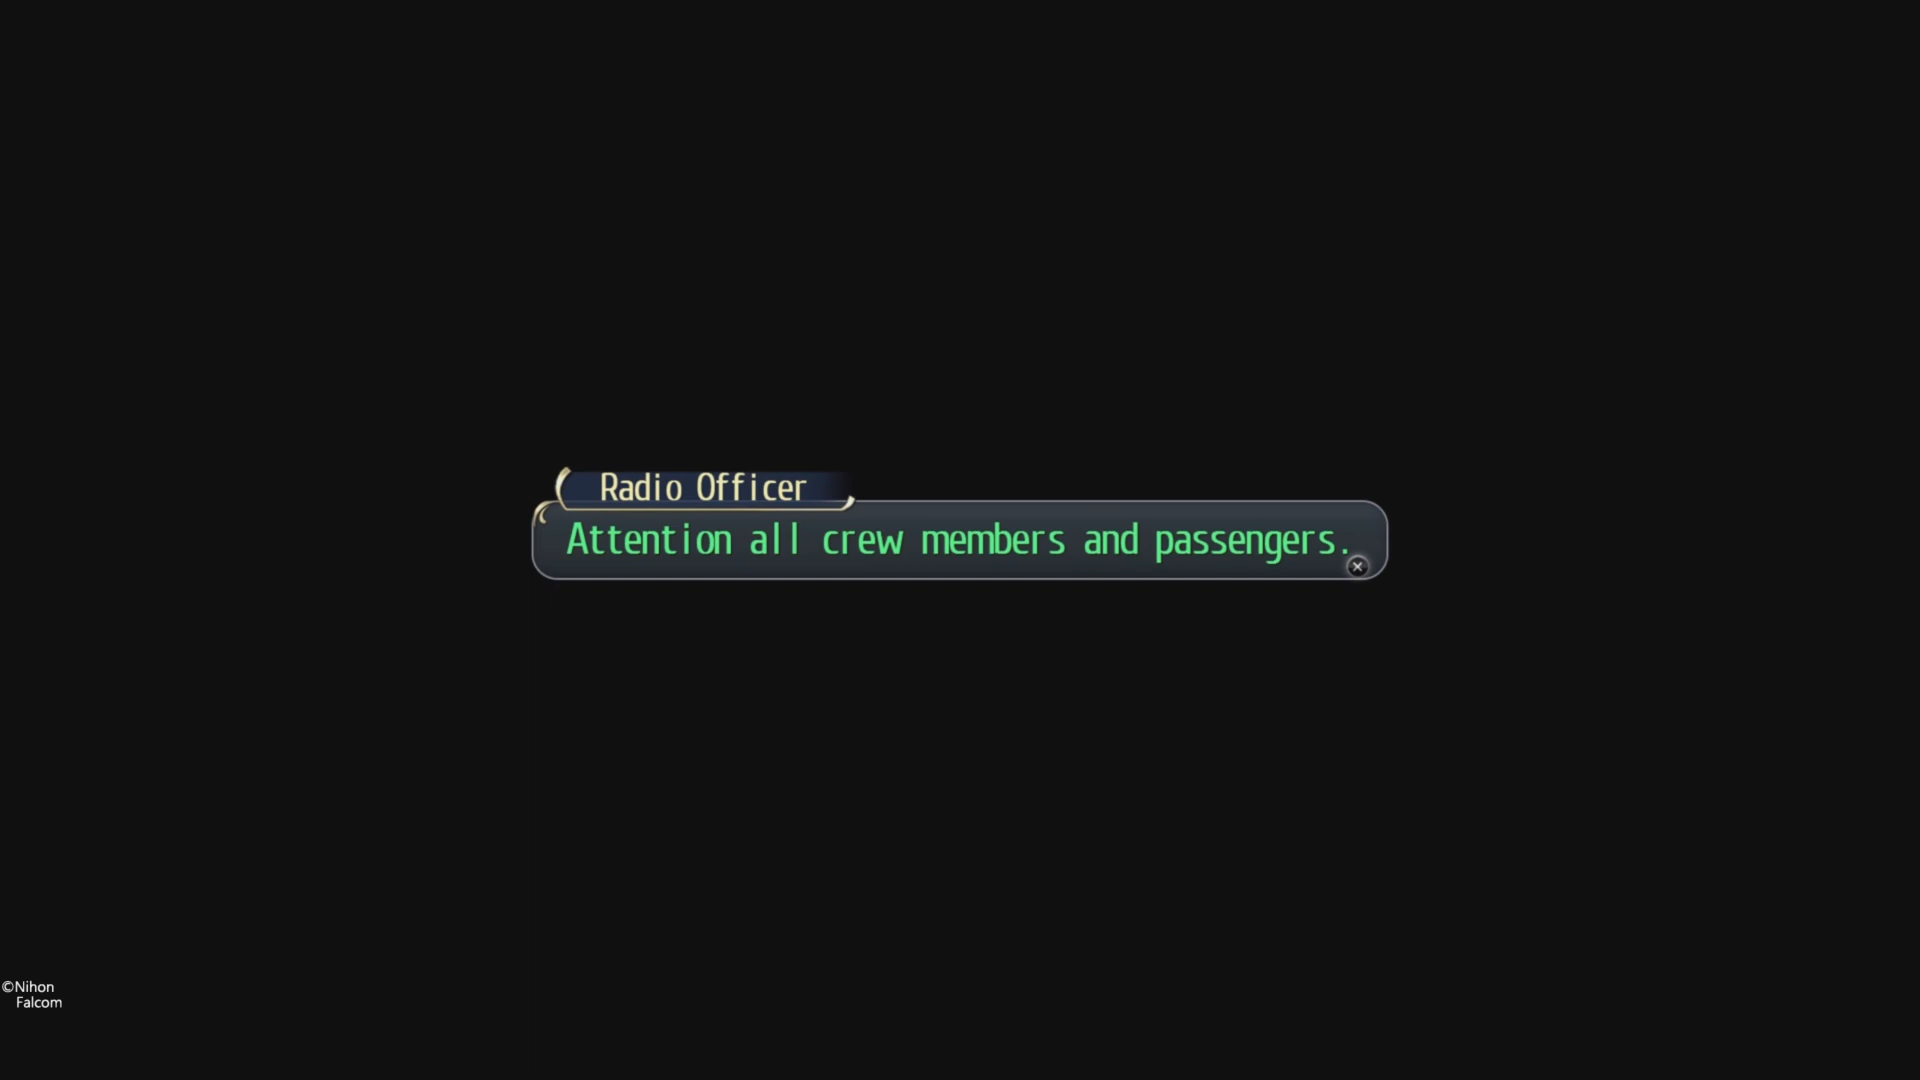 Radio Officer
Attention all crew members and passengers.
©Nihon
Falcom